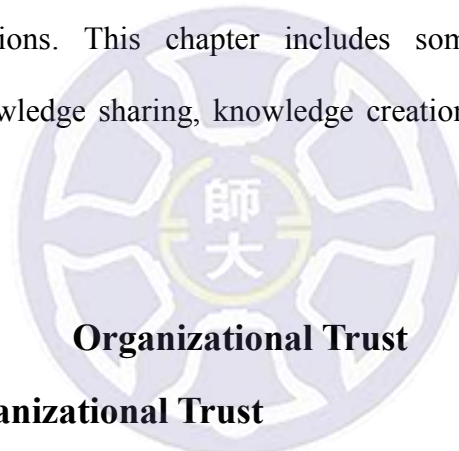 ions. This chapter includes som
wledge sharing, knowledge creation
師
大
Organizational Trust
anizational Trust